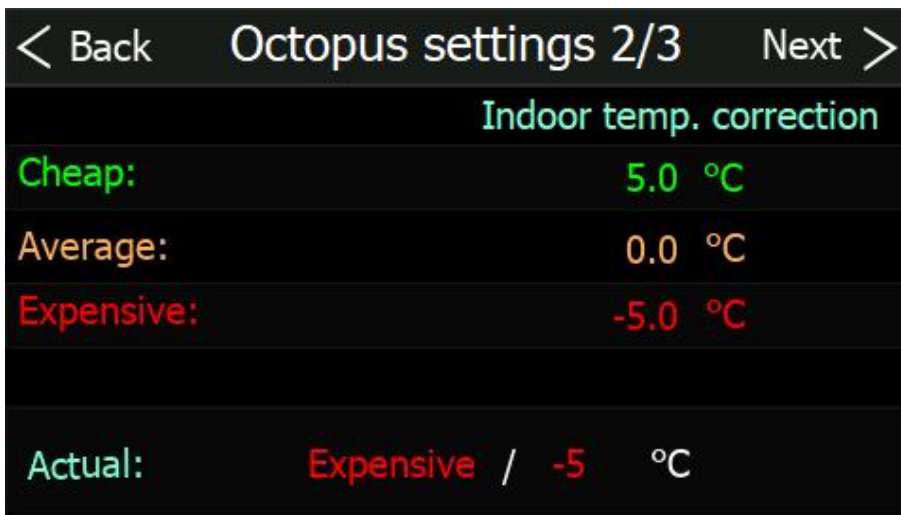 < Back Octopus settings 2/3 Next >
Indoor temp. correction
Cheap: 5.0 °C
Average: 0.0 °C
Expensive: -5.0 °C
Actual: Expensive / -5 °C